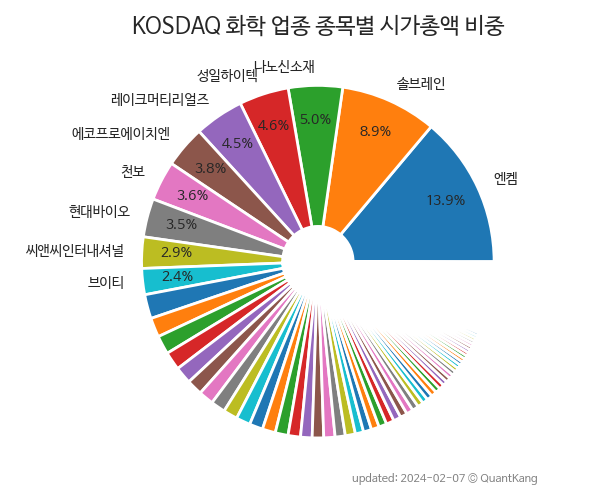 KOSDAQ 화학 업종 종목별 시가총액 비중
엔켐
13.9%
솔브레인
8.9%
나노신소재
5.0%
성일하이텍
4.6%
레이크머티리얼즈
4.5%
에코프로에이치엔
3.8%
천보
3.6%
현대바이오
3.5%
씨앤씨인터내셔널
2.9%
브이티
2.4%
updated: 2024-02-07 © QuantKang